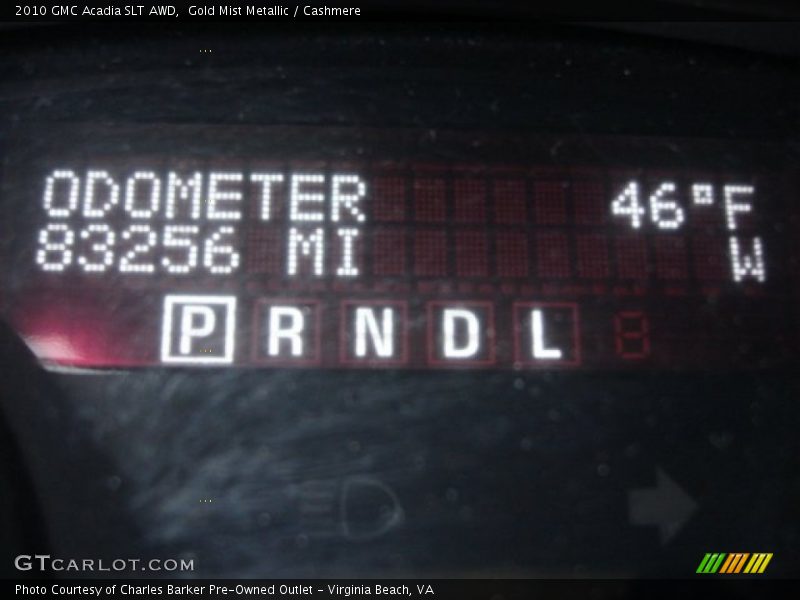 2010 GMC Acadia SLT AWD,  Gold Mist Metallic / Cashmere
ODOMETER 46°F
83256 MI W
P R N D L
GTCARLOT.COM
Photo Courtesy of Charles Barker Pre-Owned Outlet - Virginia Beach, VA